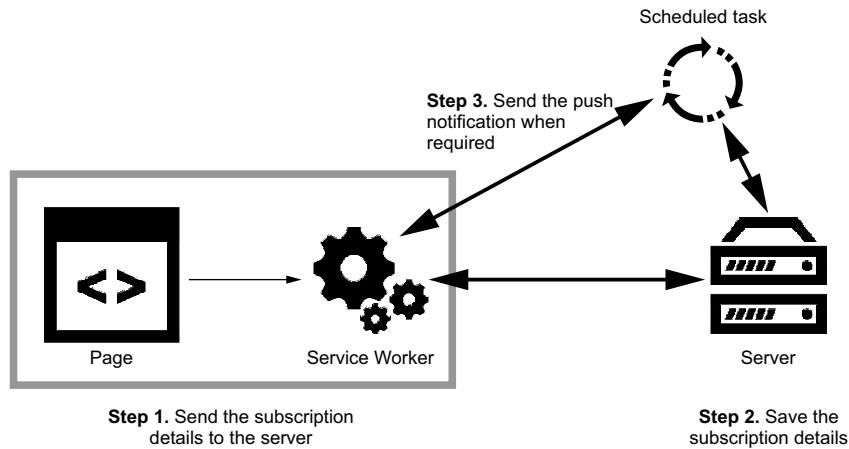 Scheduled task
Step 3. Send the push
notification when
required
< >
Page
Service Worker
Server
Step 1. Send the subscription
details to the server
Step 2. Save the
subscription details